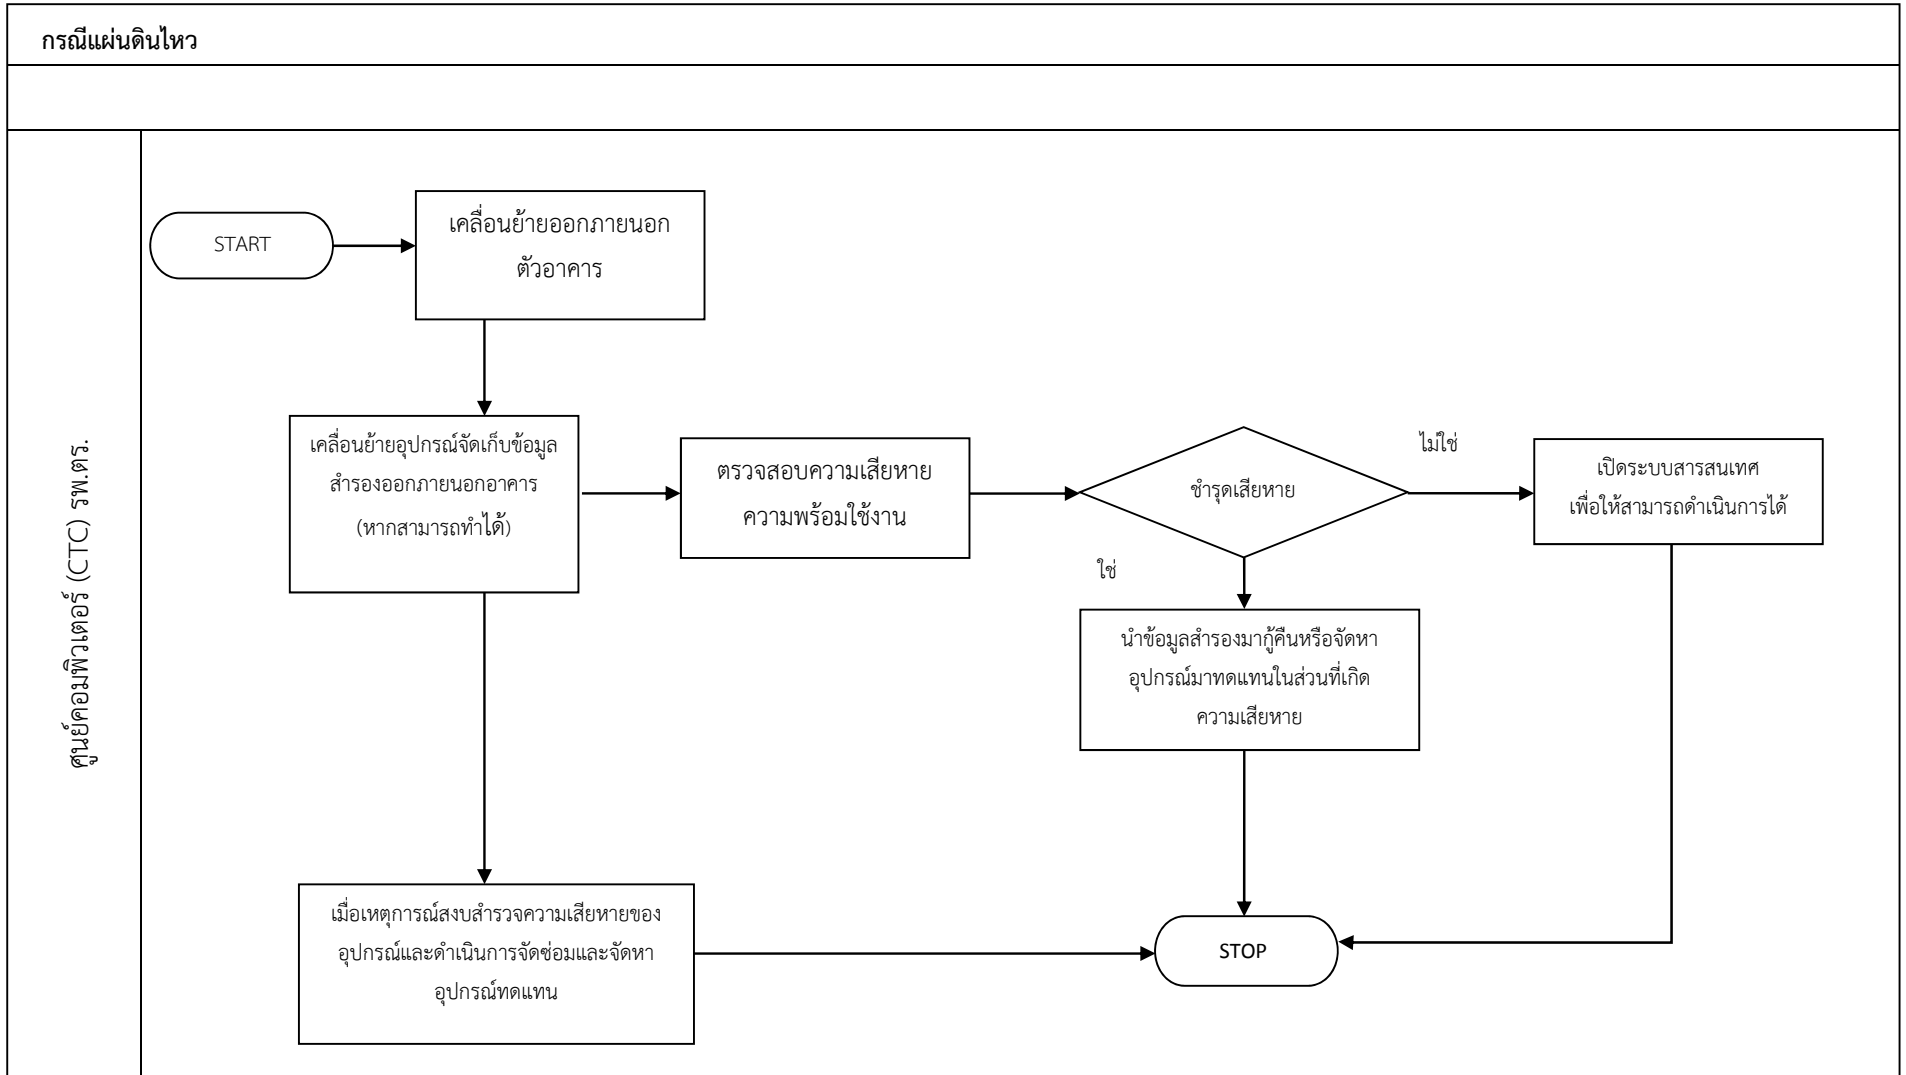 กรณีแผ่นดินไหว
ศูนย์คอมพิวเตอร์ (CTC) รพ.ตร.
START
เคลื่อนย้ายออกภายนอก
ตัวอาคาร
เคลื่อนย้ายอุปกรณ์จัดเก็บข้อมูล
สำรองออกภายนอกอาคาร
(หากสามารถทำได้)
ตรวจสอบความเสียหาย
ความพร้อมใช้งาน
ชำรุดเสียหาย
ไม่ใช่
เปิดระบบสารสนเทศ
เพื่อให้สามารถดำเนินการได้
ใช่
นำข้อมูลสำรองมากู้คืนหรือจัดหา
อุปกรณ์มาทดแทนในส่วนที่เกิด
ความเสียหาย
เมื่อเหตุการณ์สงบสำรวจความเสียหายของ
อุปกรณ์และดำเนินการจัดซ่อมและจัดหา
อุปกรณ์ทดแทน
STOP